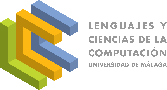 LENGUAJES Y
CIENCIAS DE LA
COMPUTACIÓN
UNIVERSIDAD DE MÁLAGA